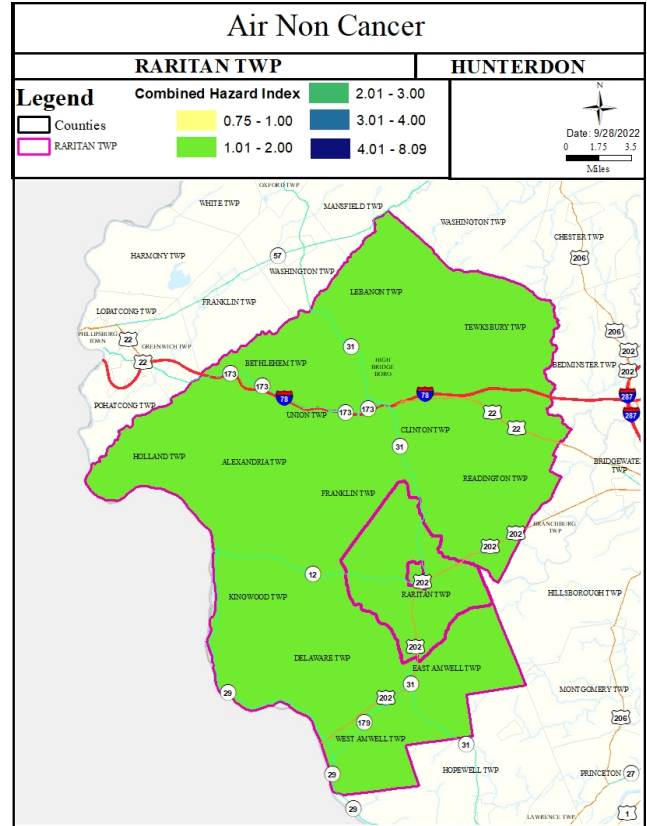 Air Non Cancer
RARITAN TWP
HUNTERDON
Legend
Counties
RARITAN TWP
Combined Hazard Index
0.75 - 1.00
1.01 - 2.00
2.01 - 3.00
3.01 - 4.00
4.01 - 8.09
N
Date: 9/28/2022
0 1.75 3.5
Miles
OXFORD TWP
WHITE TWP
MANSFIELD TWP
WASHINGTON TWP
CHESTER TWP
206
HARMONY TWP
57
WASHINGTON TWP
LEBANON TWP
FRANKLIN TWP
LOPATCONG TWP
TEWKSBURY TWP
206
PHILLIPSBURG
TOWN
22
GREENWICH TWP
22
31
202
BEDMINSTER TWP
202
HIGH
BRIDGE
BORO
BETHLEHEM TWP
173
173
78
78
287
287
POHATCONG TWP
UNION TWP
173
173
22
22
CLINTON TWP
31
HOLLAND TWP
ALEXANDRIA TWP
BRIDGEWATE
TWP
READINGTON TWP
FRANKLIN TWP
BRANCHBURG
TWP
202
202
12
202
RARITAN TWP
KINGWOOD TWP
HILLSBOROUGH TWP
202
DELAWARE TWP
EAST AMWELL TWP
31
29
202
MONTGOMERY TWP
206
179
WEST AMWELL TWP
31
HOPEWELL TWP
29
PRINCETON
27
29
LAWRENCE TWP
1